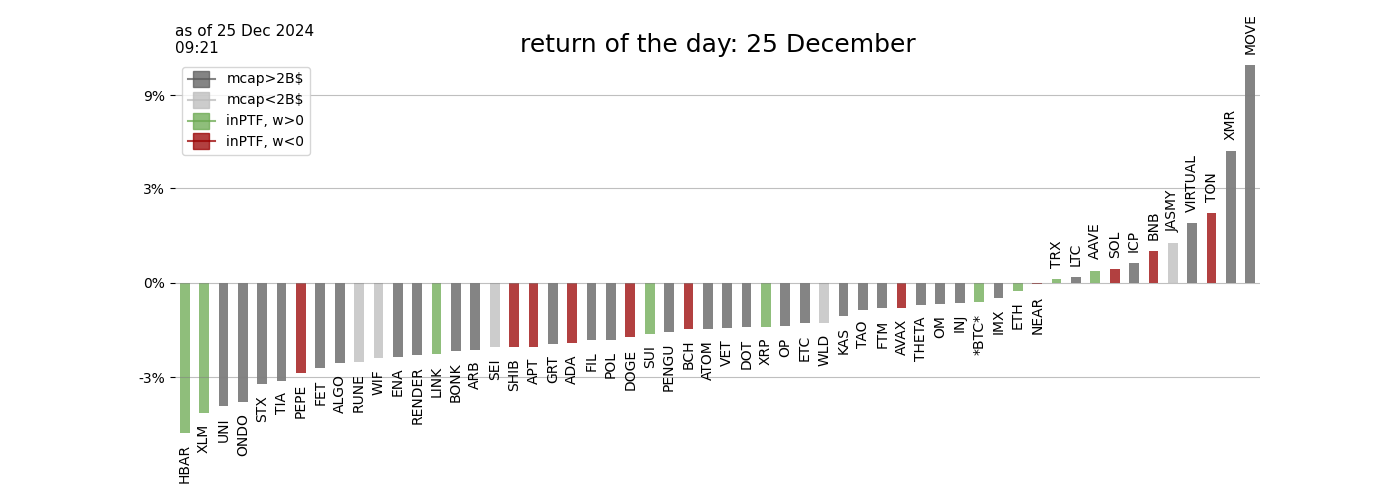 as of 25 Dec 2024
09:21
return of the day: 25 December
mcap>2B$
mcap<2B$
inPTF, w>0
inPTF, w<0
9%
3%
0%
-3%
HBAR
XLM
UNI
ONDO
STX
TIA
PEPE
FET
ALGO
RUNE
WIF
ENA
RENDER
LINK
BONK
ARB
SEI
SHIB
APT
GRT
ADA
FIL
POL
DOGE
SUI
PENGU
BCH
ATOM
VET
DOT
XRP
OP
ETC
WLD
KAS
TAO
FTM
AVAX
THETA
OM
INJ
*BTC*
IMX
ETH
NEAR
TRX
LTC
AAVE
SOL
ICP
BNB
JASMY
VIRTUAL
TON
XMR
MOVE